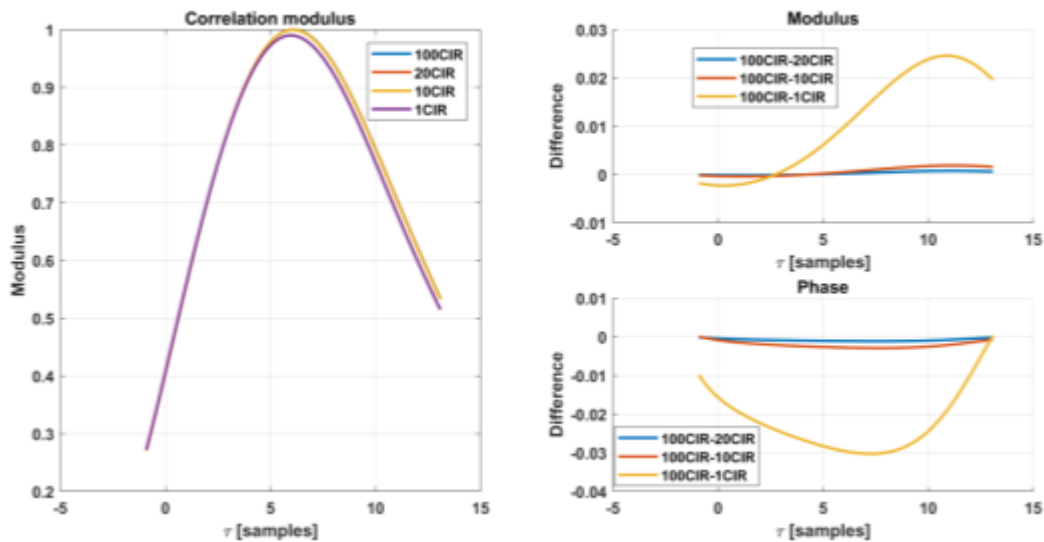 Correlation modulus
1
0.9
0.8
0.7
0.6
0.5
0.4
0.3
0.2
Modulus
100CIR
20CIR
10CIR
1CIR
-5
0
5
10
15
τ [samples]
Modulus
0.03
0.02
0.01
0
-0.01
Difference
100CIR-20CIR
100CIR-10CIR
100CIR-1CIR
-5
0
5
10
15
τ [samples]
Phase
0.01
0
-0.01
-0.02
-0.03
-0.04
Difference
100CIR-20CIR
100CIR-10CIR
100CIR-1CIR
-5
0
5
10
15
τ [samples]